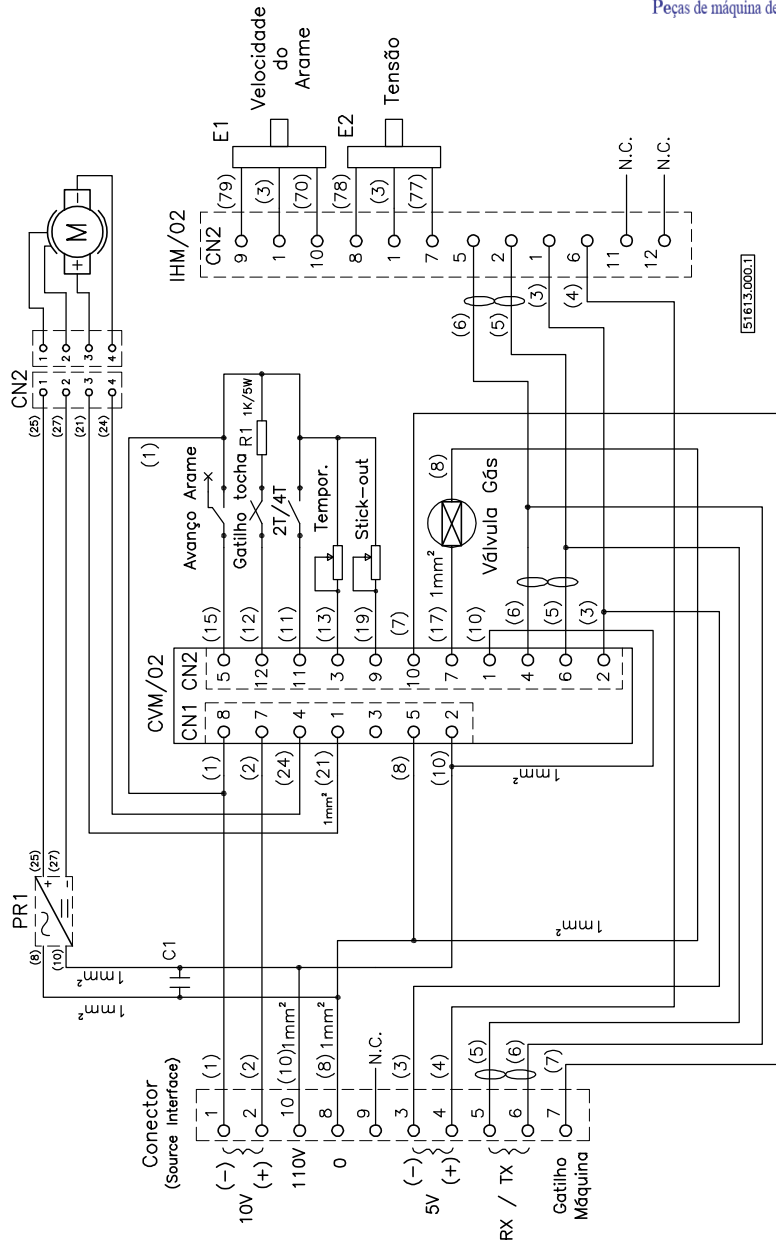 Peças de máquina de
Conector
(Source Interface)
10V
(−)
(+)
110V
0
5V
(−)
(+)
RX / TX
Gatilho
Máquina
1
2
10
8
9
3
4
5
6
7
(1)
(2)
(10) 1mm²
(8) 1mm²
N.C.
(3)
(4)
(5)
(6)
(7)
PR1
(8)
(10)
(25)
(27)
+
-
1mm²
1mm²
C1
1mm²
CVM/02
CN1
8
7
4
1
3
5
2
(1)
(2)
(24)
(21)
1mm²
(8)
(10)
1mm²
CN2
5
12
11
3
9
10
7
1
4
6
2
(15)
(12)
(11)
(13)
(19)
(7)
(17) 1mm²
(10)
(6)
(5)
(3)
(1)
Avanço Arame
Gatilho tocha
R1 1K/5W
2T/4T
Tempor.
Stick-out
(8)
Válvula Gás
CN2
(25)
(27)
(21)
(24)
1
2
3
4
1
2
3
4
+
M
-
IHM/02
CN2
9
1
10
8
1
7
5
2
1
6
11
12
(79)
(3)
(70)
(78)
(3)
(77)
(6)
(5)
(3)
(4)
E1
Velocidade
do
Arame
E2
Tensão
N.C.
N.C.
51613.000.1